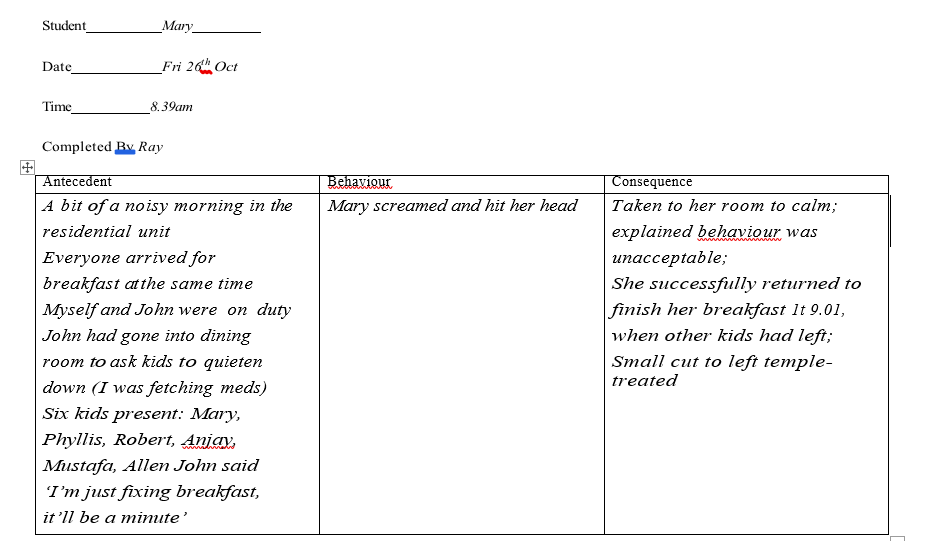 Student__________Mary_________
Date____________Fri 26th Oct
Time__________8.39am
Completed By Ray
Antecedent
A bit of a noisy morning in the
residential unit
Everyone arrived for
breakfast at the same time
Myself and John were on duty
John had gone into dining
room to ask kids to quieten
down (I was fetching meds)
Six kids present: Mary,
Phyllis, Robert, Anjay,
Mustafa, Allen John said
‘I’m just fixing breakfast,
it’ll be a minute’
Behaviour
Mary screamed and hit her head
Consequence
Taken to her room to calm;
explained behaviour was
unacceptable;
She successfully returned to
finish her breakfast 1t 9.01,
when other kids had left;
Small cut to left temple-
treated